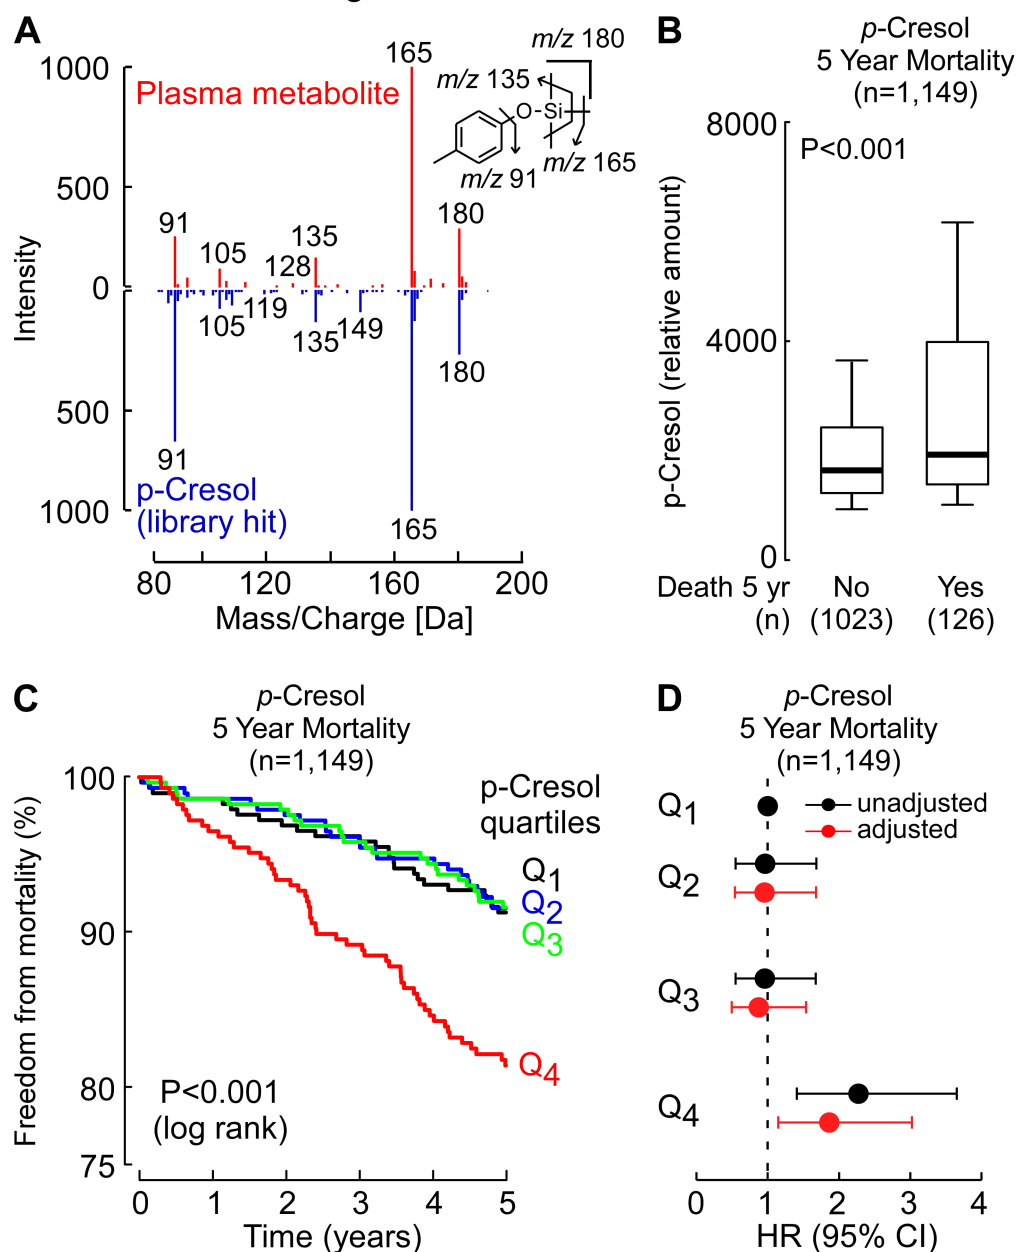 A
1000
500
0
500
1000
Intensity
Plasma metabolite
165
m/z 180
m/z 135
O-Si
m/z 165
m/z 91
91
105
128
135
180
105
119
135
149
180
91
165
p-Cresol
(library hit)
80 120 160 200
Mass/Charge [Da]
B
p-Cresol
5 Year Mortality
(n=1,149)
P<0.001
8000
4000
0
p-Cresol (relative amount)
Death 5 yr No Yes
(n) (1023) (126)
C
p-Cresol
5 Year Mortality
(n=1,149)
100
90
80
75
Freedom from mortality (%)
p-Cresol
quartiles
Q1
Q2
Q3
Q4
P<0.001
(log rank)
0 1 2 3 4 5
Time (years)
D
p-Cresol
5 Year Mortality
(n=1,149)
unadjusted
adjusted
Q1
Q2
Q3
Q4
0 1 2 3 4
HR (95% CI)